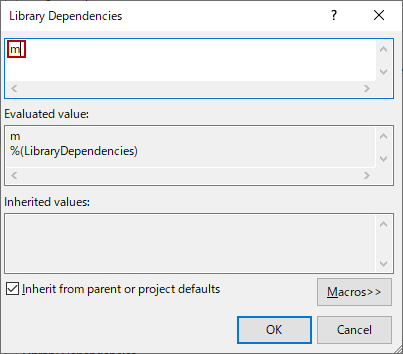 Library Dependencies
m
Evaluated value:
m
%(LibraryDependencies)
Inherited values:
Inherit from parent or project defaults
Macros>>
OK
Cancel